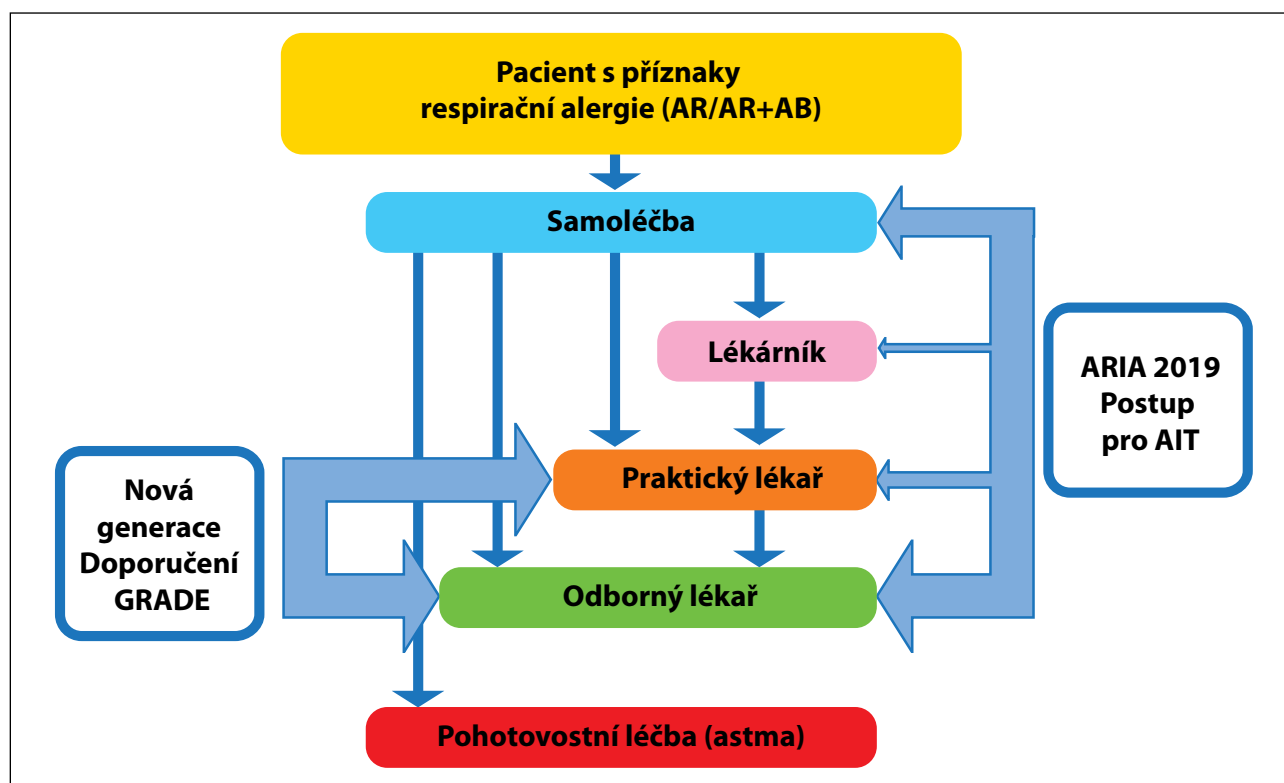 Pacient s příznaky
respirační alergie (AR/AR+AB)
Samoléčba
Lékárník
ARIA 2019
Postup
pro AIT
Praktický lékař
Nová
generace
Doporučení
GRADE
Odborný lékař
Pohotovostní léčba (astma)